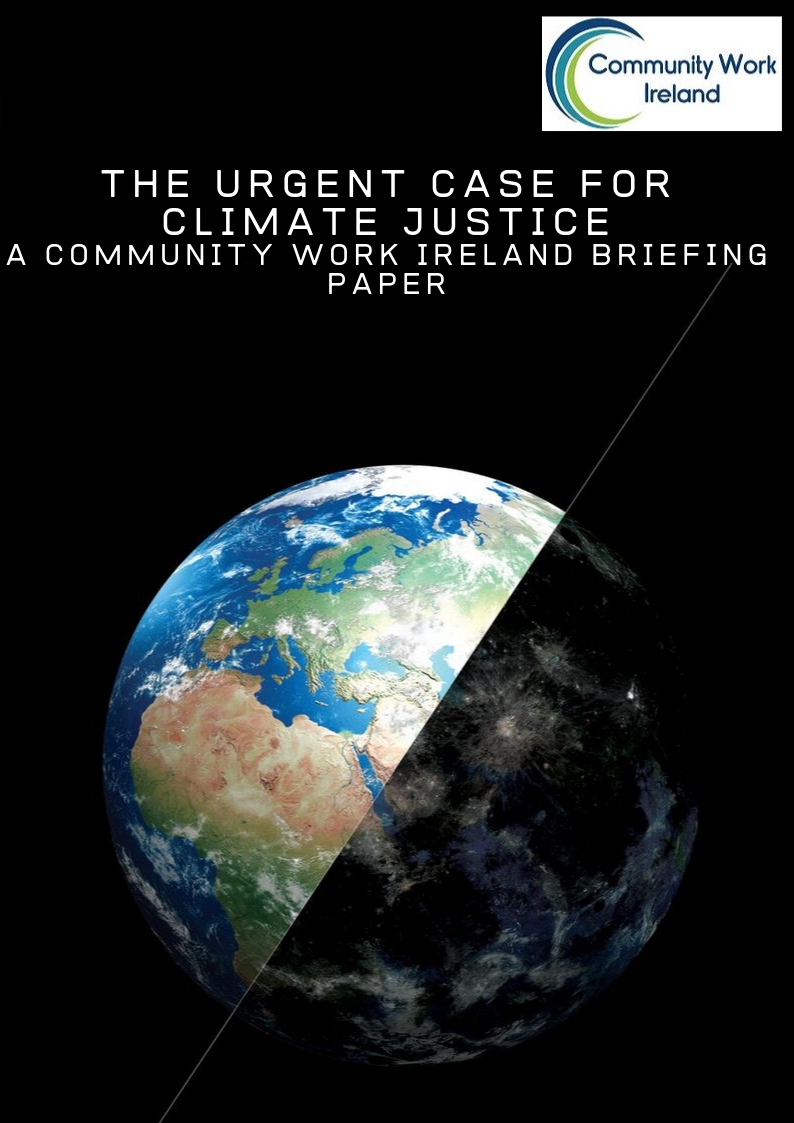 Community Work
Ireland
THE URGENT CASE FOR
CLIMATE JUSTICE
A COMMUNITY WORK IRELAND BRIEFING
PAPER